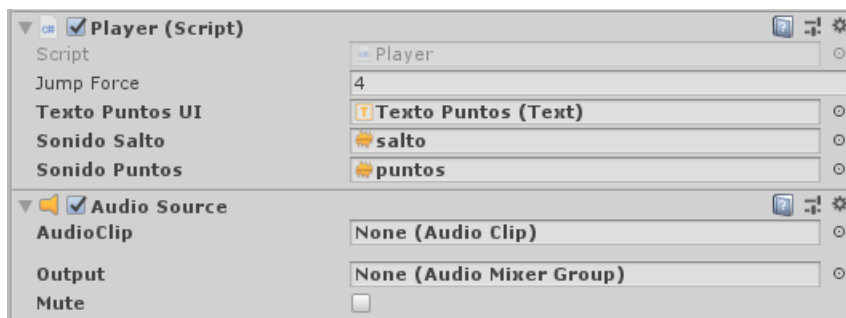 Player (Script)
Script Player
Jump Force 4
Texto Puntos UI Texto Puntos (Text)
Sonido Salto salto
Sonido Puntos puntos
Audio Source
AudioClip None (Audio Clip)
Output None (Audio Mixer Group)
Mute